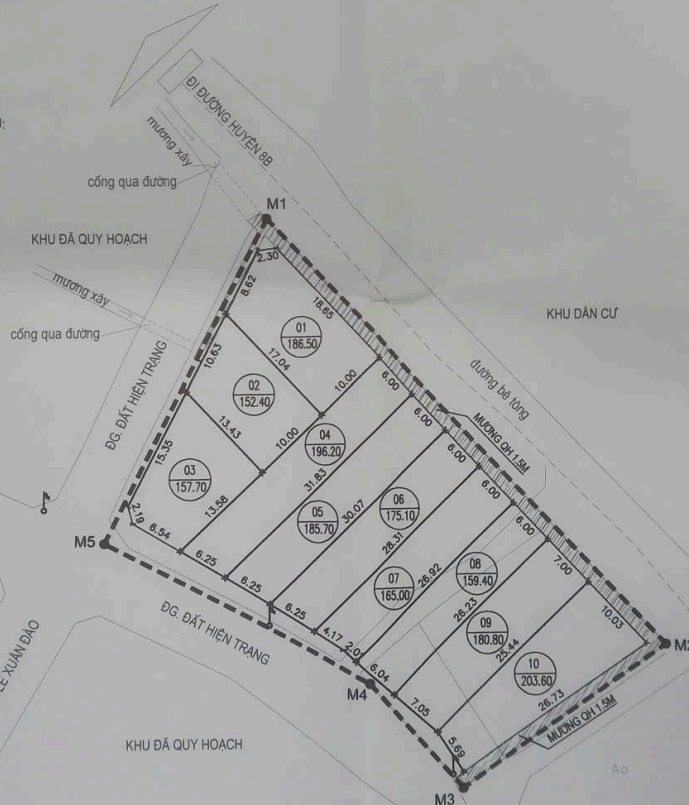 ĐI ĐƯỜNG HUYỆN 8B
mương xây
cống qua đường
M1
KHU ĐÃ QUY HOẠCH
2.30
8.62
18.65
mương xây
KHU DÂN CƯ
01
186.50
cống qua đường
10.63
17.04
10.00
6.00
đường bê tông
ĐG. ĐẤT HIỆN TRẠNG
02
152.40
6.00
MƯƠNG QH 1.5M
13.43
10.00
04
196.20
6.00
15.35
31.83
6.00
03
157.70
06
175.10
6.00
2.19
13.58
05
185.70
30.07
28.31
7.00
M5
6.54
08
159.40
6.25
07
165.00
26.92
10.03
6.25
26.23
09
180.80
ĐG. ĐẤT HIỆN TRẠNG
6.25
25.44
M2
4.17
2.01
10
203.60
6.04
M4
26.73
LÊ XUÂN ĐÀO
7.05
MƯƠNG QH 1.5M
KHU ĐÃ QUY HOẠCH
5.69
Ao
M3